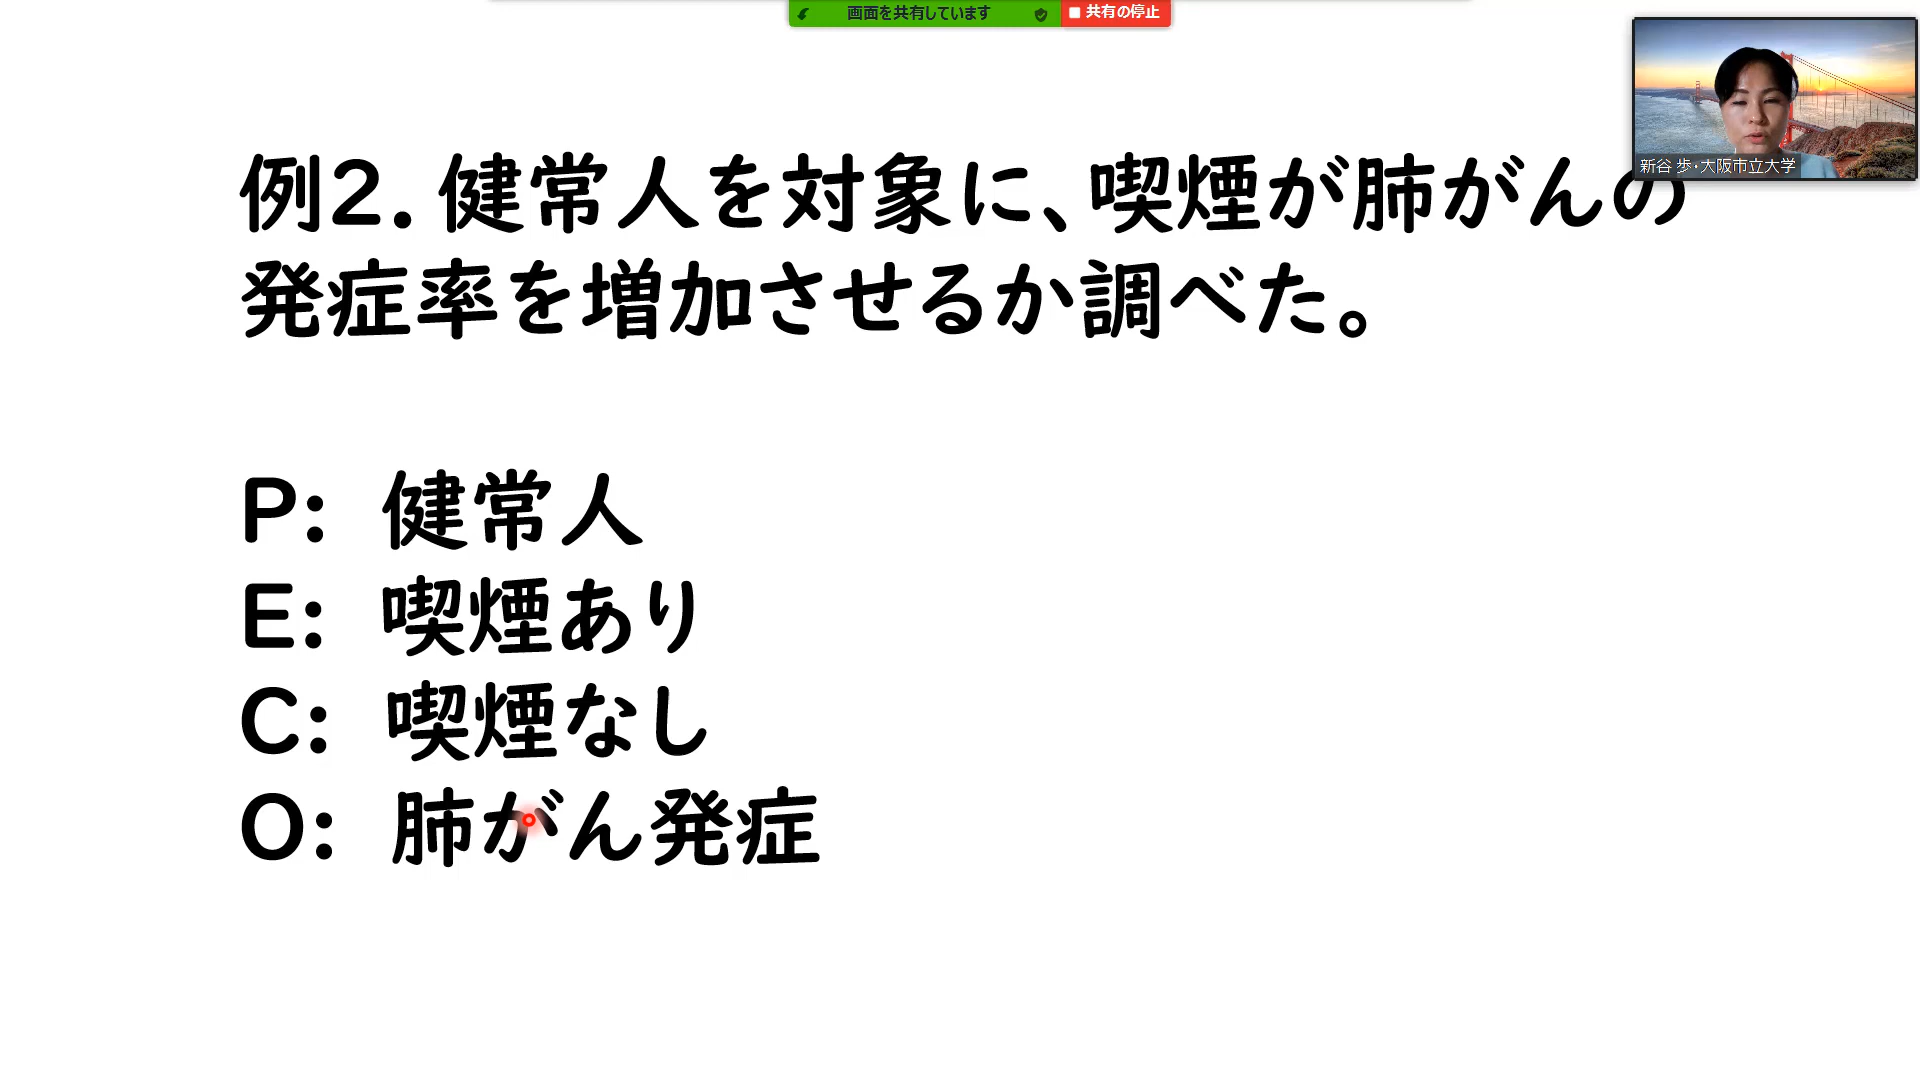 画面を共有しています
共有の停止
新谷 歩・大阪市立大学
例2. 健常人を対象に、喫煙が肺がんの
発症率を増加させるか調べた。
P: 健常人
E: 喫煙あり
C: 喫煙なし
O: 肺がん発症